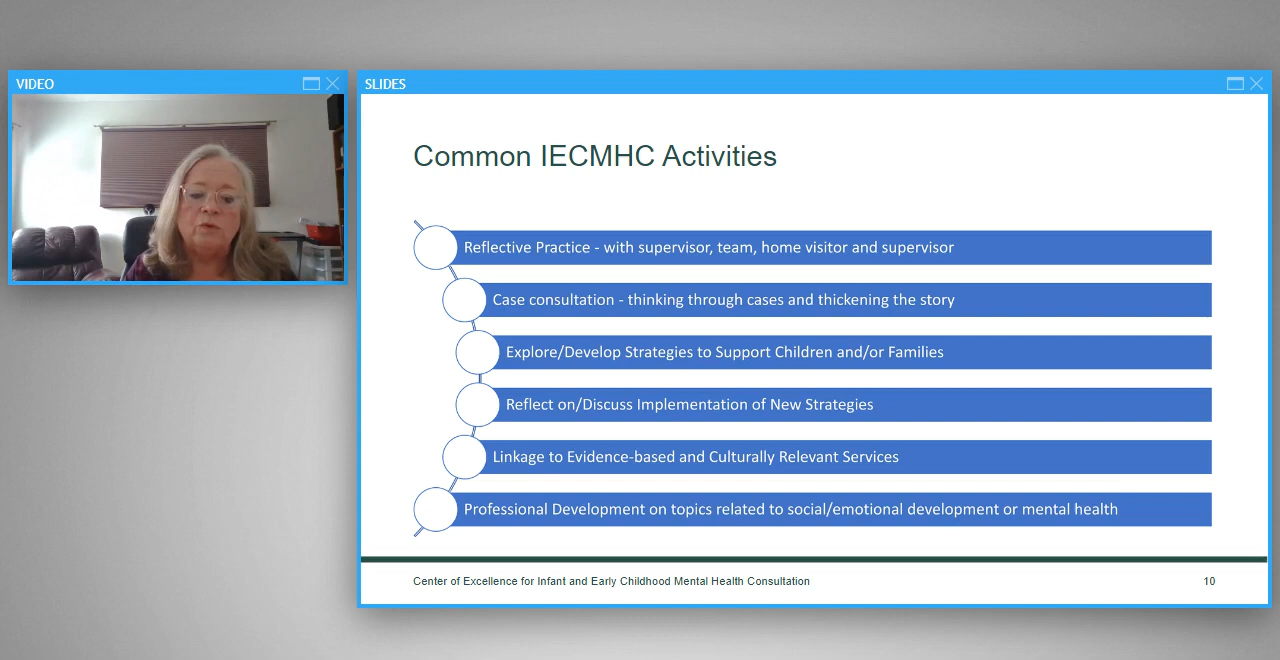 VIDEO
SLIDES
Common IECMHC Activities
Reflective Practice - with supervisor, team, home visitor and supervisor
Case consultation - thinking through cases and thickening the story
Explore/Develop Strategies to Support Children and/or Families
Reflect on/Discuss Implementation of New Strategies
Linkage to Evidence-based and Culturally Relevant Services
Professional Development on topics related to social/emotional development or mental health
Center of Excellence for Infant and Early Childhood Mental Health Consultation
10